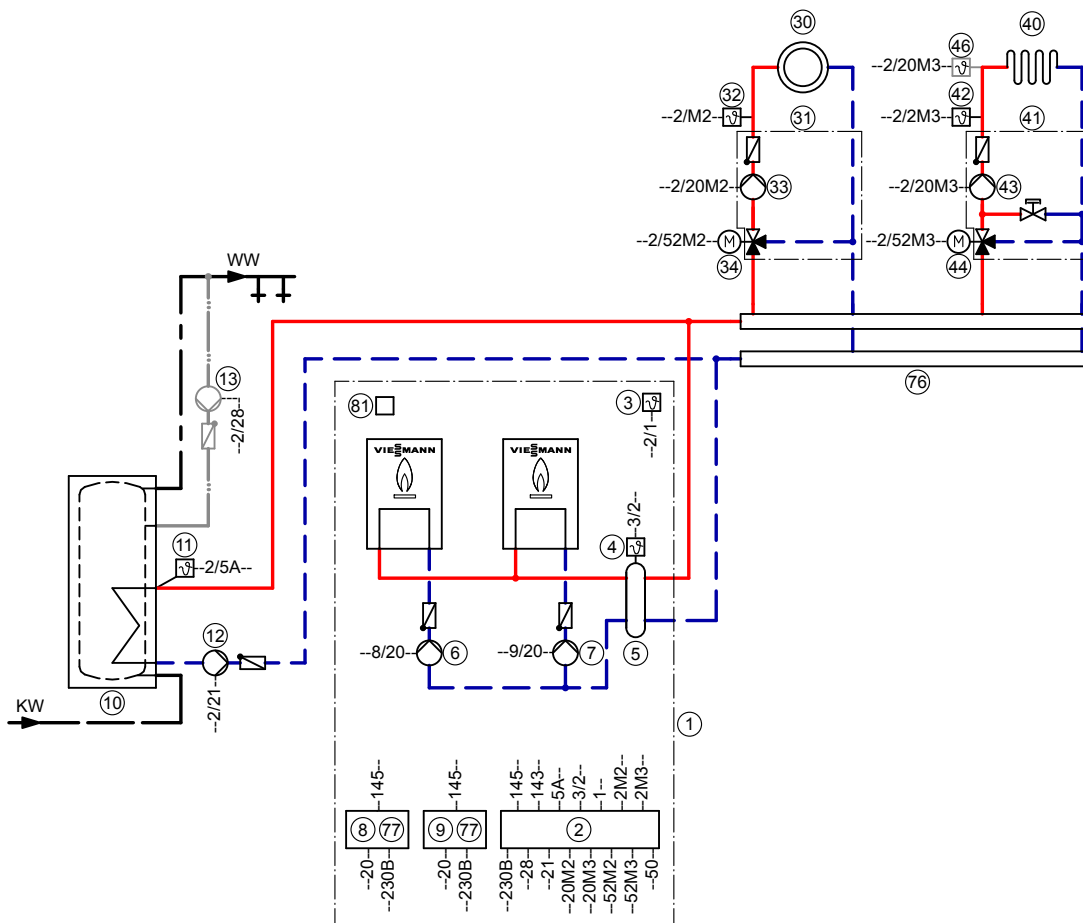 30
40
46
--2/20M3--
32
42
--2/M2--
--2/2M3--
31
41
--2/20M2--
33
--2/20M3--
43
--2/52M2--
M
--2/52M3--
M
34
44
WW
13
--2/28---
76
81
3
--2/1---
VIESSMANN
VIESSMANN
11
--2/5A--
4
---3/2--
12
--8/20--
6
--9/20--
7
5
10
--2/21---
KW
1
---145--
---145--
---145--
---143--
---5A--
---3/2--
---1--
---2M2--
---2M3--
8
77
9
77
2
--20---
--230B---
--20---
--230B---
--230B---
--28---
--21---
--20M2---
--20M3---
--52M2---
--52M3---
--50---